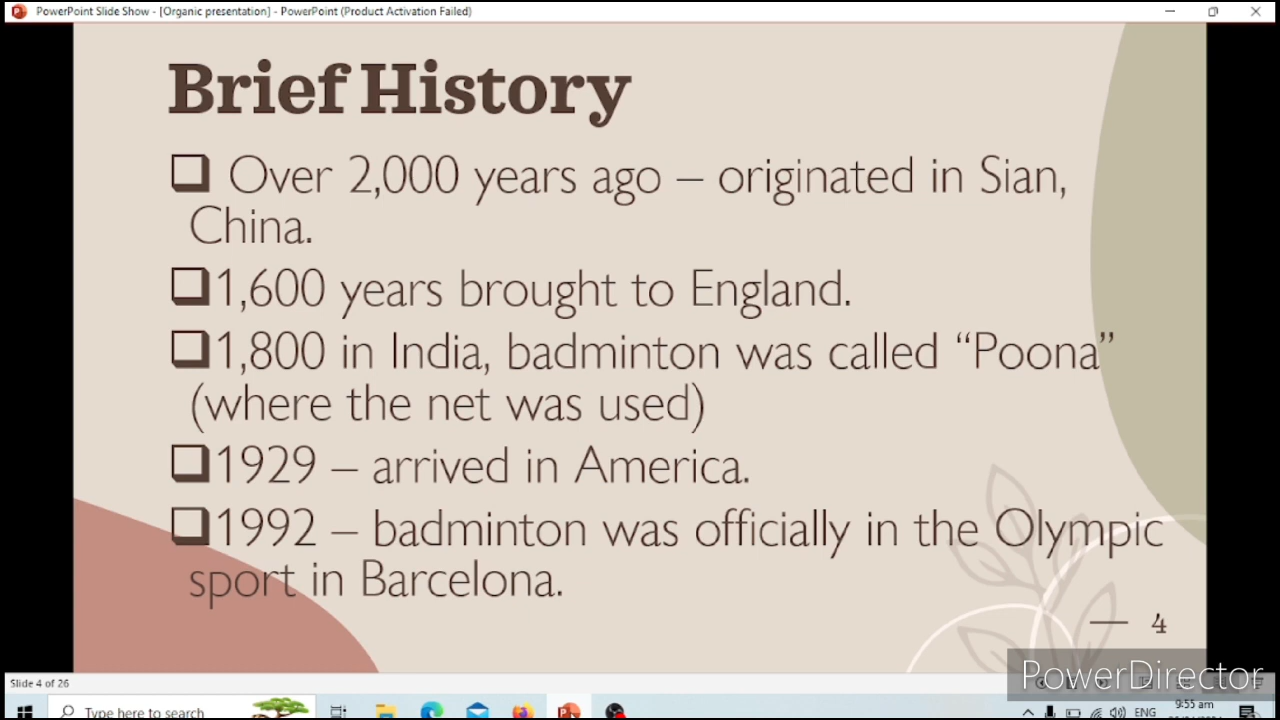 PowerPoint Slide Show - [Organic presentation] - PowerPoint (Product Activation Failed)
Brief History
❑ Over 2,000 years ago – originated in Sian,
China.
❑1,600 years brought to England.
❑1,800 in India, badminton was called “Poona”
(where the net was used)
❑1929 – arrived in America.
❑1992 – badminton was officially in the Olympic
sport in Barcelona.
— 4
PowerDirector
Slide 4 of 26
Type here to search
ENG
9:55 am